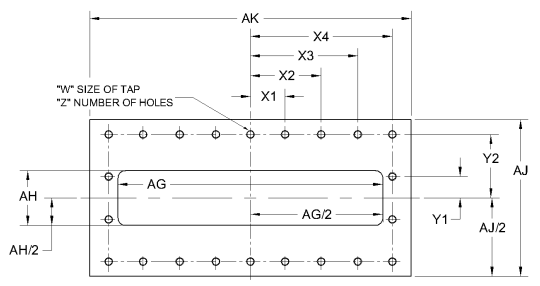 AK
X4
X3
X2
X1
"W" SIZE OF TAP
"Z" NUMBER OF HOLES
Y2
AJ
AH
AG
AG/2
Y1
AJ/2
AH/2